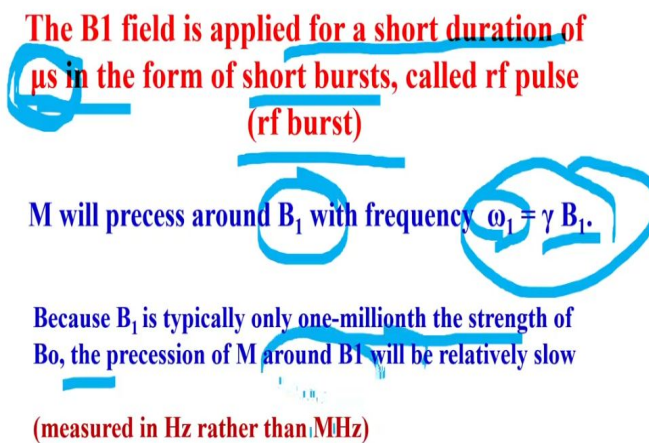 The B1 field is applied for a short duration of
μs in the form of short bursts, called rf pulse
(rf burst)
M will precess around B₁ with frequency ω₁ = γ B₁.
Because B₁ is typically only one-millionth the strength of
Bo, the precession of M around B1 will be relatively slow
(measured in Hz rather than MHz)